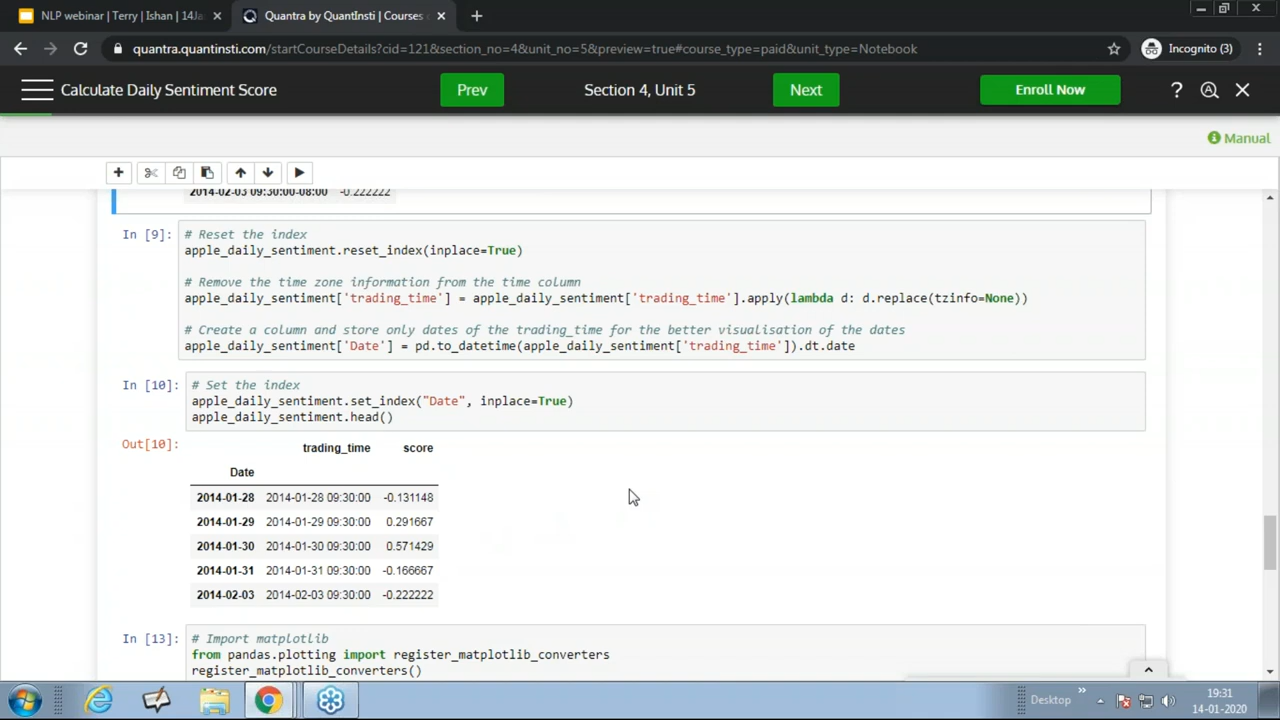 NLP webinar | Terry | Ishan | 14Ja
Quantra by QuantInsti | Courses
quantra.quantinsti.com/startCourseDetails?cid=121&section_no=4&unit_no=5&preview=true#course_type=paid&unit_type=Notebook
Incognito (3)
Calculate Daily Sentiment Score
Prev
Section 4, Unit 5
Next
Enroll Now
Manual
2014-02-03 09:30:00-08:00 -0.222222
In [9]:
# Reset the index
apple_daily_sentiment.reset_index(inplace=True)
# Remove the time zone information from the time column
apple_daily_sentiment['trading_time'] = apple_daily_sentiment['trading_time'].apply(lambda d: d.replace(tzinfo=None))
# Create a column and store only dates of the trading_time for the better visualisation of the dates
apple_daily_sentiment['Date'] = pd.to_datetime(apple_daily_sentiment['trading_time']).dt.date
In [10]:
# Set the index
apple_daily_sentiment.set_index("Date", inplace=True)
apple_daily_sentiment.head()
Out[10]:
trading_time score
Date
2014-01-28 2014-01-28 09:30:00 -0.131148
2014-01-29 2014-01-29 09:30:00 0.291667
2014-01-30 2014-01-30 09:30:00 0.571429
2014-01-31 2014-01-31 09:30:00 -0.166667
2014-02-03 2014-02-03 09:30:00 -0.222222
In [13]:
# Import matplotlib
from pandas.plotting import register_matplotlib_converters
register_matplotlib_converters()
Desktop
19:31
14-01-2020